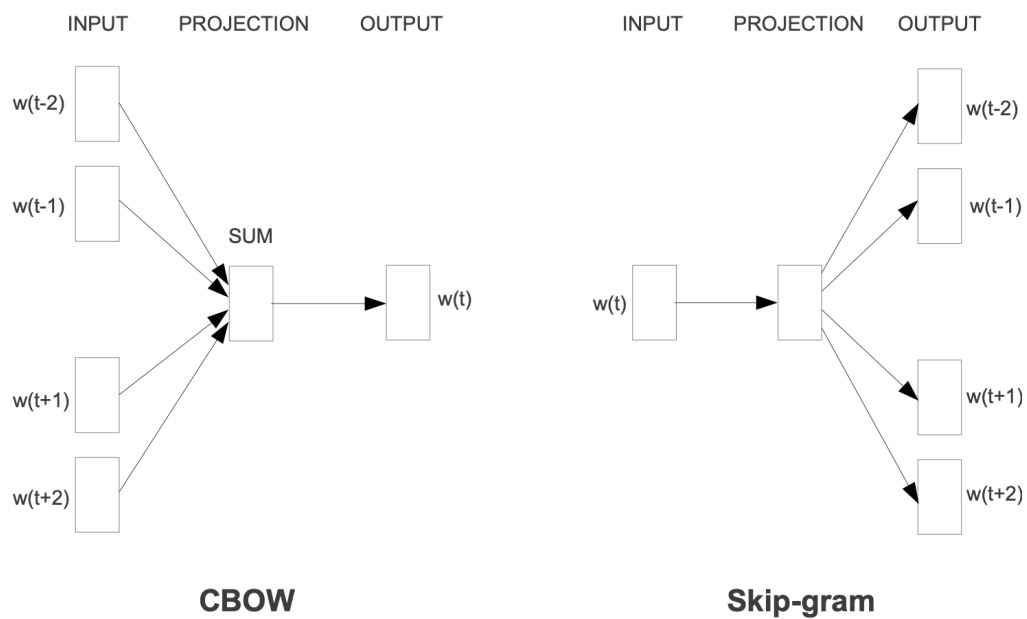 INPUT PROJECTION OUTPUT
w(t-2)
w(t-1)
SUM
w(t)
w(t+1)
w(t+2)
CBOW
INPUT PROJECTION OUTPUT
w(t-2)
w(t-1)
w(t)
w(t+1)
w(t+2)
Skip-gram